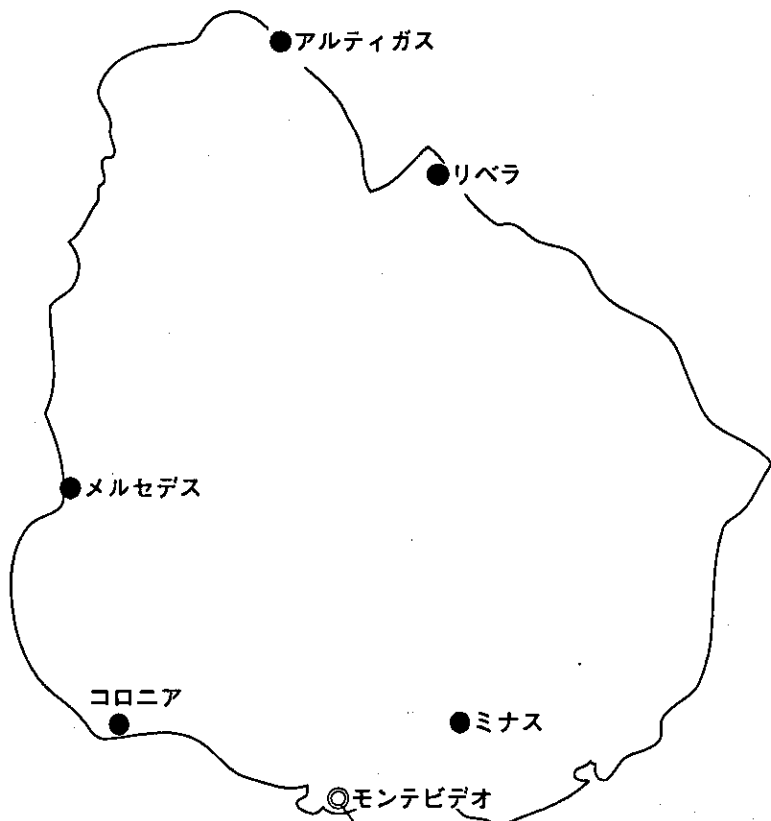 アルティガス
リベラ
メルセデス
コロニア
ミナス
モンテビデオ